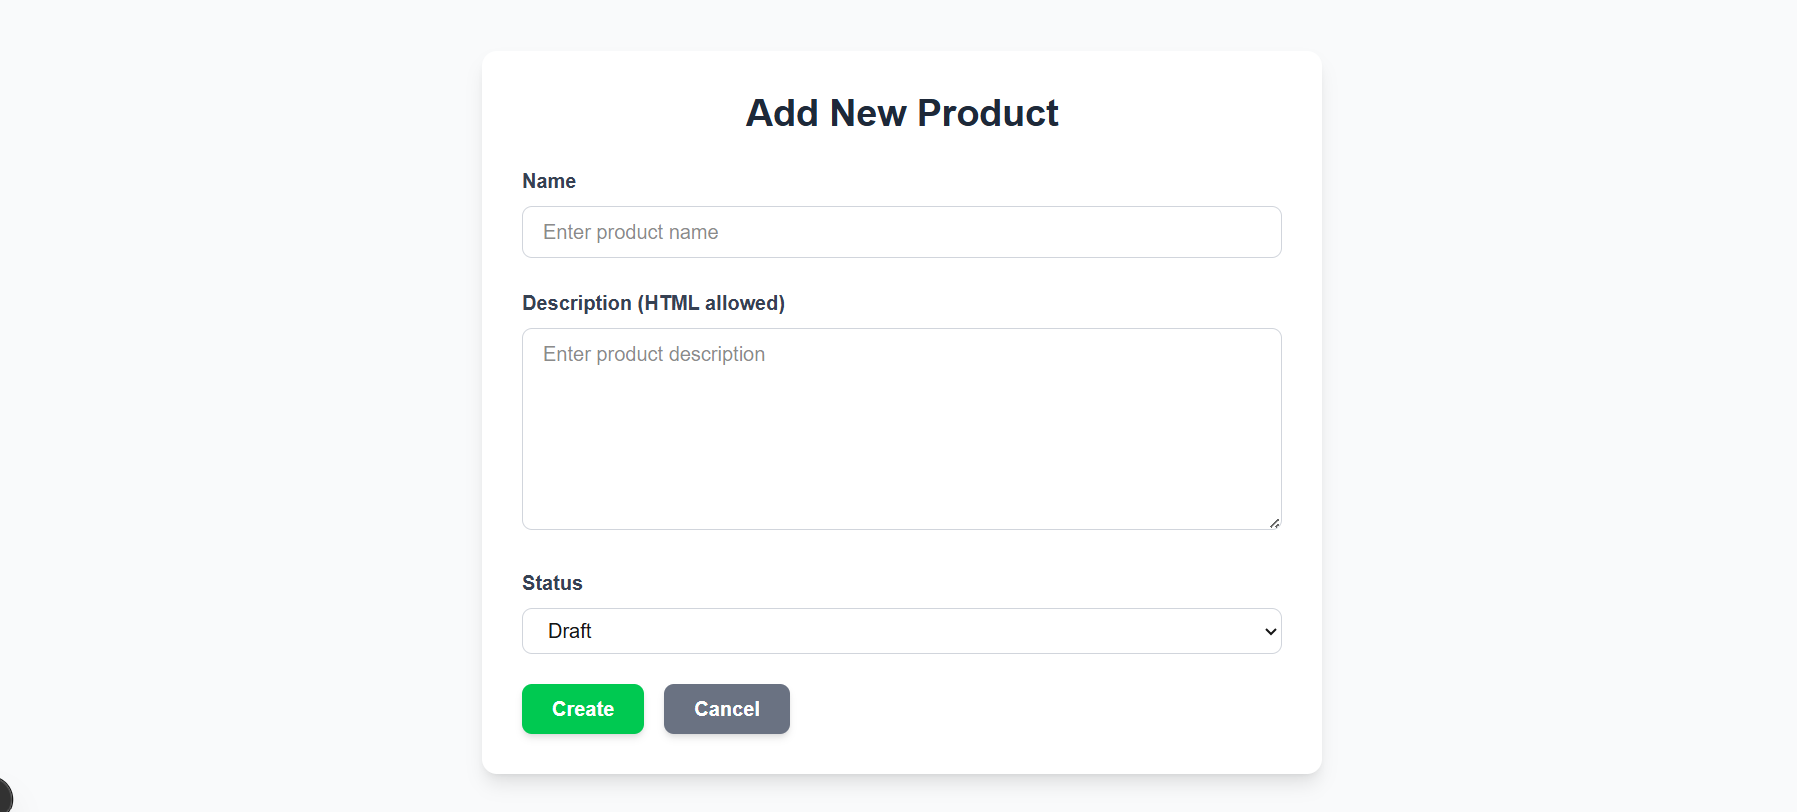 Add New Product
Name
Enter product name
Description (HTML allowed)
Enter product description
Status
Draft
Create
Cancel